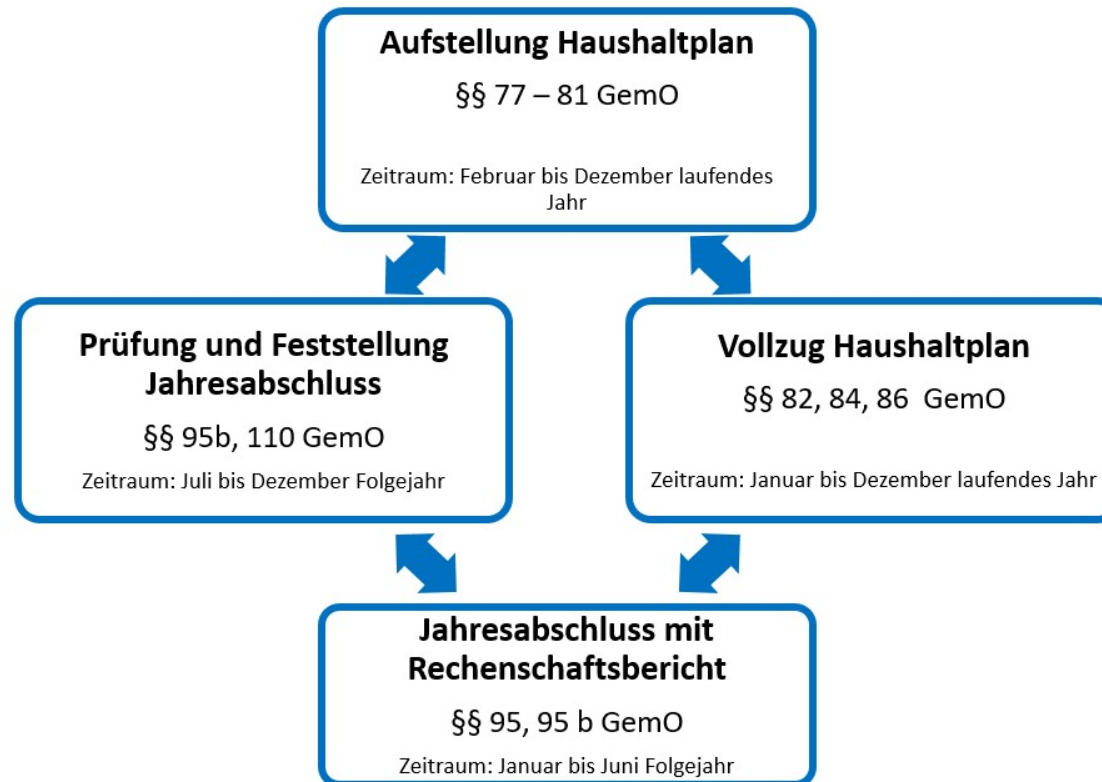 Aufstellung Haushaltplan
§§ 77 – 81 GemO
Zeitraum: Februar bis Dezember laufendes
Jahr
Prüfung und Feststellung
Jahresabschluss
§§ 95b, 110 GemO
Zeitraum: Juli bis Dezember Folgejahr
Vollzug Haushaltplan
§§ 82, 84, 86 GemO
Zeitraum: Januar bis Dezember laufendes Jahr
Jahresabschluss mit
Rechenschaftsbericht
§§ 95, 95 b GemO
Zeitraum: Januar bis Juni Folgejahr